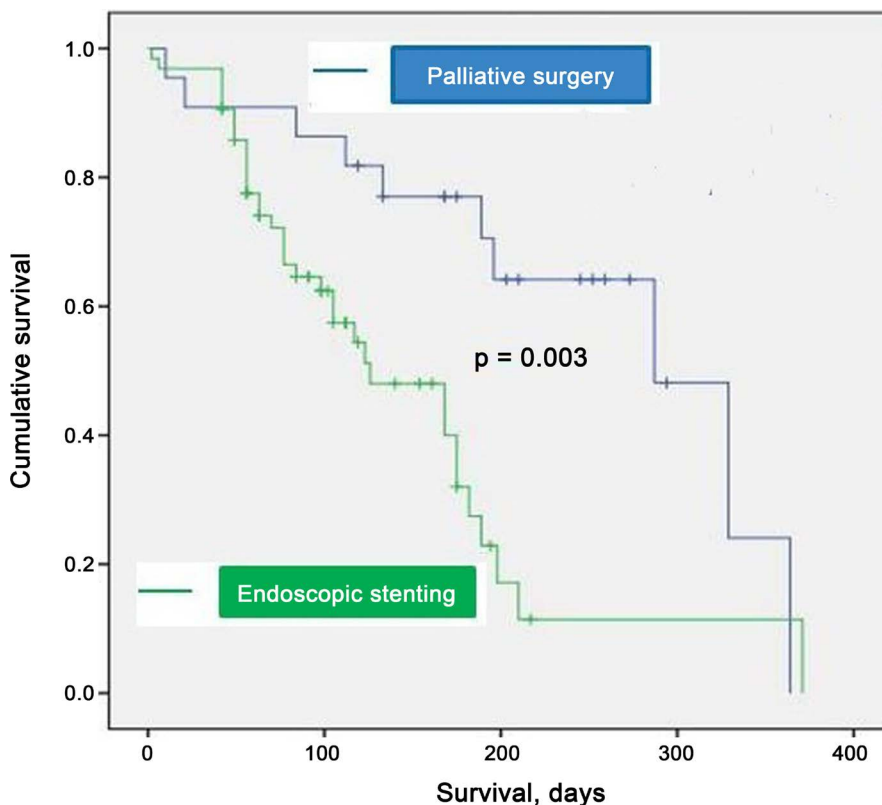 1.0
Palliative surgery
0.8
Cumulative survival
0.6
p = 0.003
0.4
0.2
Endoscopic stenting
0.0
0 100 200 300 400
Survival, days